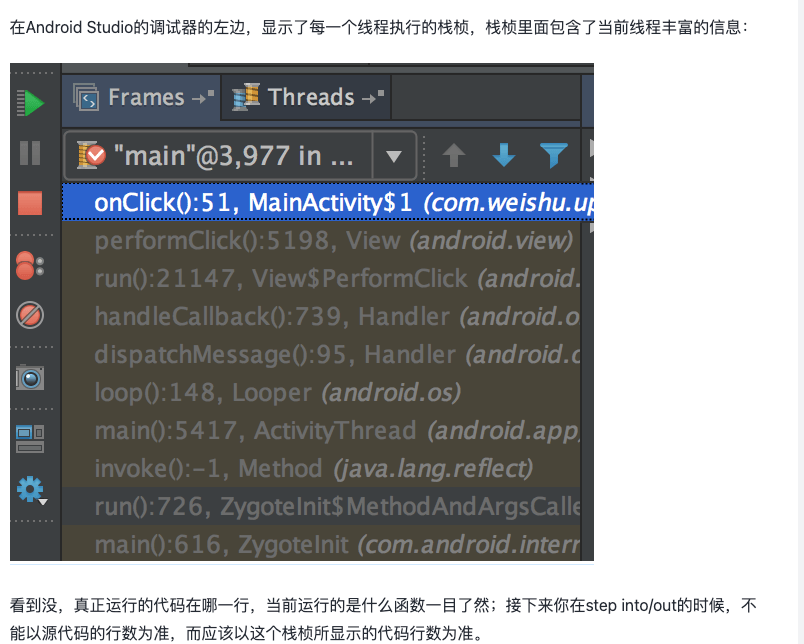 在Android Studio的调试器的左边，显示了每一个线程执行的栈桢，栈桢里面包含了当前线程丰富的信息：
Frames
Threads
"main"@3,977 in ...
onClick():51, MainActivity$1 (com.weishu.up
performClick():5198, View (android.view)
run():21147, View$PerformClick (android.
handleCallback():739, Handler (android.o
dispatchMessage():95, Handler (android.o
loop():148, Looper (android.os)
main():5417, ActivityThread (android.app
invoke():-1, Method (java.lang.reflect)
run():726, ZygoteInit$MethodAndArgsCalle
main():616, ZygoteInit (com.android.intern
看到没，真正运行的代码在哪一行，当前运行的是什么函数一目了然；接下来你在step into/out的时候，不
能以源代码的行数为准，而应该以这个栈桢所显示的代码行数为准。